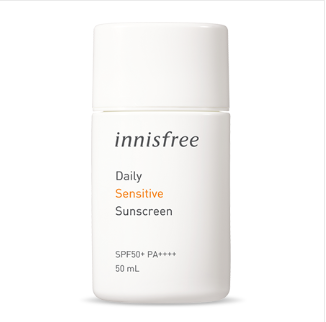 innisfree
Daily
Sensitive
Sunscreen
SPF50+ PA++++
50 mL